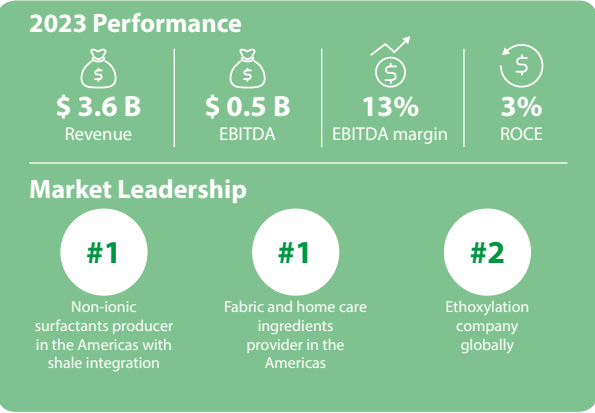 2023 Performance
$ 3.6 B
Revenue
$ 0.5 B
EBITDA
13%
EBITDA margin
3%
ROCE
Market Leadership
#1
Non-ionic
surfactants producer
in the Americas with
shale integration
#1
Fabric and home care
ingredients
provider in the
Americas
#2
Ethoxylation
company
globally